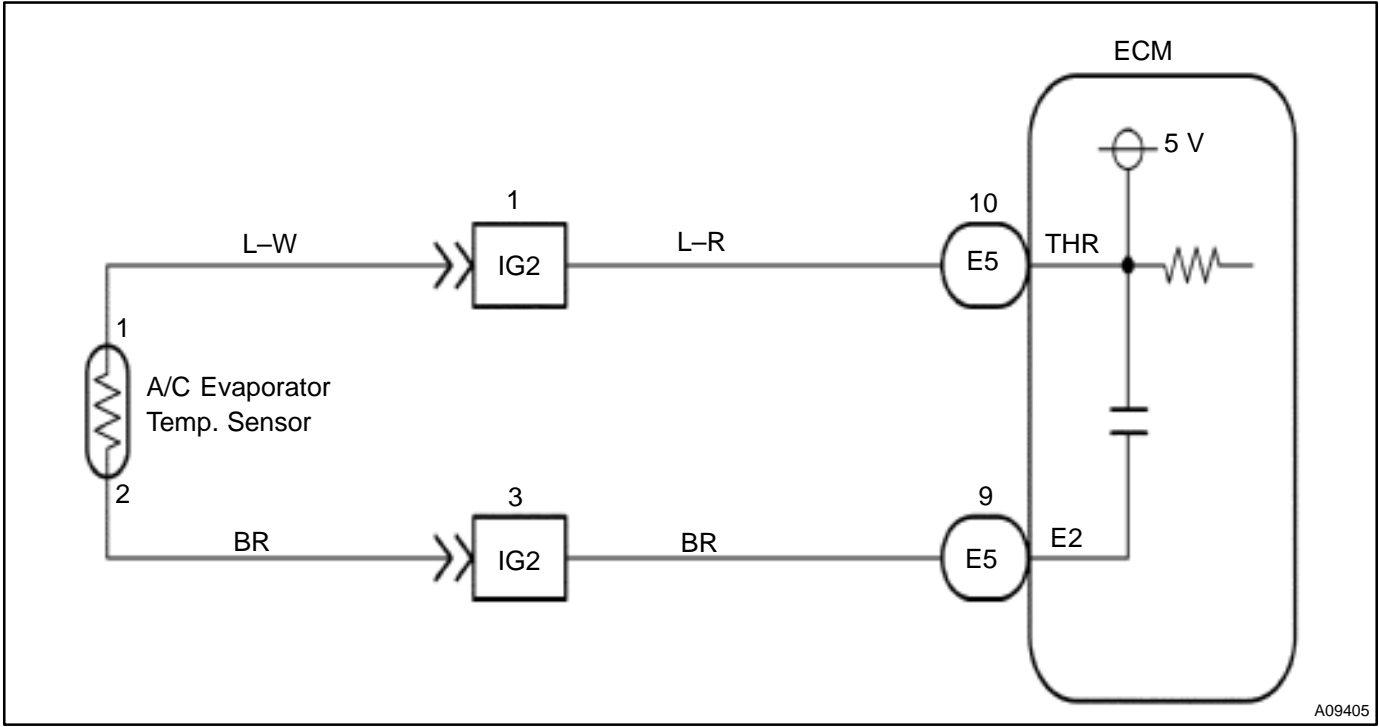 ECM
5 V
1
10
L–W
L–R
THR
IG2
E5
1
A/C Evaporator
Temp. Sensor
2
3
9
BR
BR
E2
IG2
E5
A09405